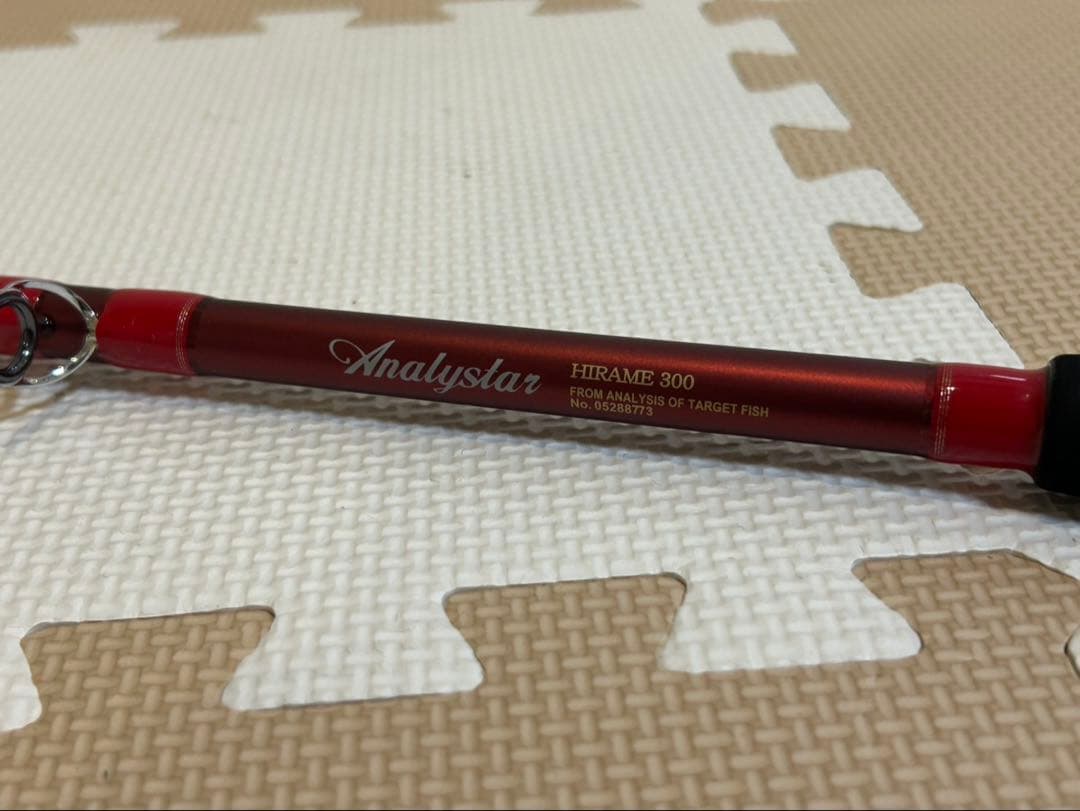 Analystar HIRAME 300
FROM ANALYSIS OF TARGET FISH
No. 05288773